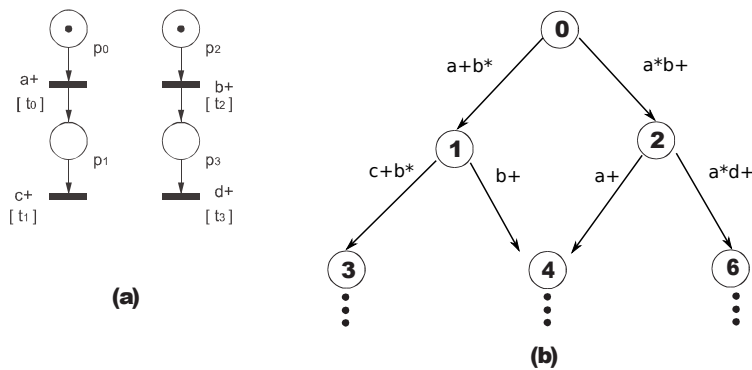 p0 p2
a+ b+
[ t0 ] [ t2 ]
p1 p3
c+ d+
[ t1 ] [ t3 ]
(a)
0
a+b* a*b+
1 2
c+b* b+ a+ a*d+
3 4 6
(b)